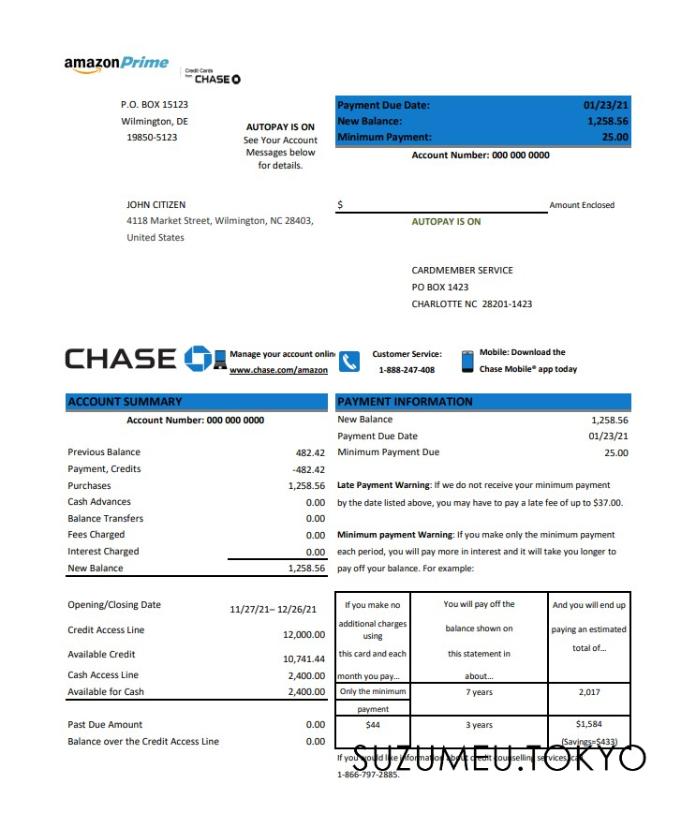 amazonPrime
Credit Cards
from CHASE
P.O. BOX 15123
Wilmington, DE
19850-5123
AUTOPAY IS ON
See Your Account
Messages below
for details.
Payment Due Date: 01/23/21
New Balance: 1,258.56
Minimum Payment: 25.00
Account Number: 000 000 0000
JOHN CITIZEN
4118 Market Street, Wilmington, NC 28403,
United States
$ Amount Enclosed
AUTOPAY IS ON
CARDMEMBER SERVICE
PO BOX 1423
CHARLOTTE NC 28201-1423
CHASE
Manage your account onlin
www.chase.com/amazon
Customer Service:
1-888-247-408
Mobile: Download the
Chase Mobile® app today
ACCOUNT SUMMARY
Account Number: 000 000 0000
Previous Balance 482.42
Payment, Credits -482.42
Purchases 1,258.56
Cash Advances 0.00
Balance Transfers 0.00
Fees Charged 0.00
Interest Charged 0.00
New Balance 1,258.56
Opening/Closing Date 11/27/21– 12/26/21
Credit Access Line 12,000.00
Available Credit 10,741.44
Cash Access Line 2,400.00
Available for Cash 2,400.00
Past Due Amount 0.00
Balance over the Credit Access Line 0.00
PAYMENT INFORMATION
New Balance 1,258.56
Payment Due Date 01/23/21
Minimum Payment Due 25.00
Late Payment Warning: If we do not receive your minimum payment
by the date listed above, you may have to pay a late fee of up to $37.00.
Minimum payment Warning: If you make only the minimum payment
each period, you will pay more in interest and it will take you longer to
pay off your balance. For example:
If you make no
additional charges
using
this card and each
month you pay...
You will pay off the
balance shown on
this statement in
about...
And you will end up
paying an estimated
total of...
Only the minimum
payment
7 years
2,017
$44
3 years
$1,584
(Savings=$433)
If you would like information about credit counselling services, call
1-866-797-2885.
SUZUMEU.TOKYO